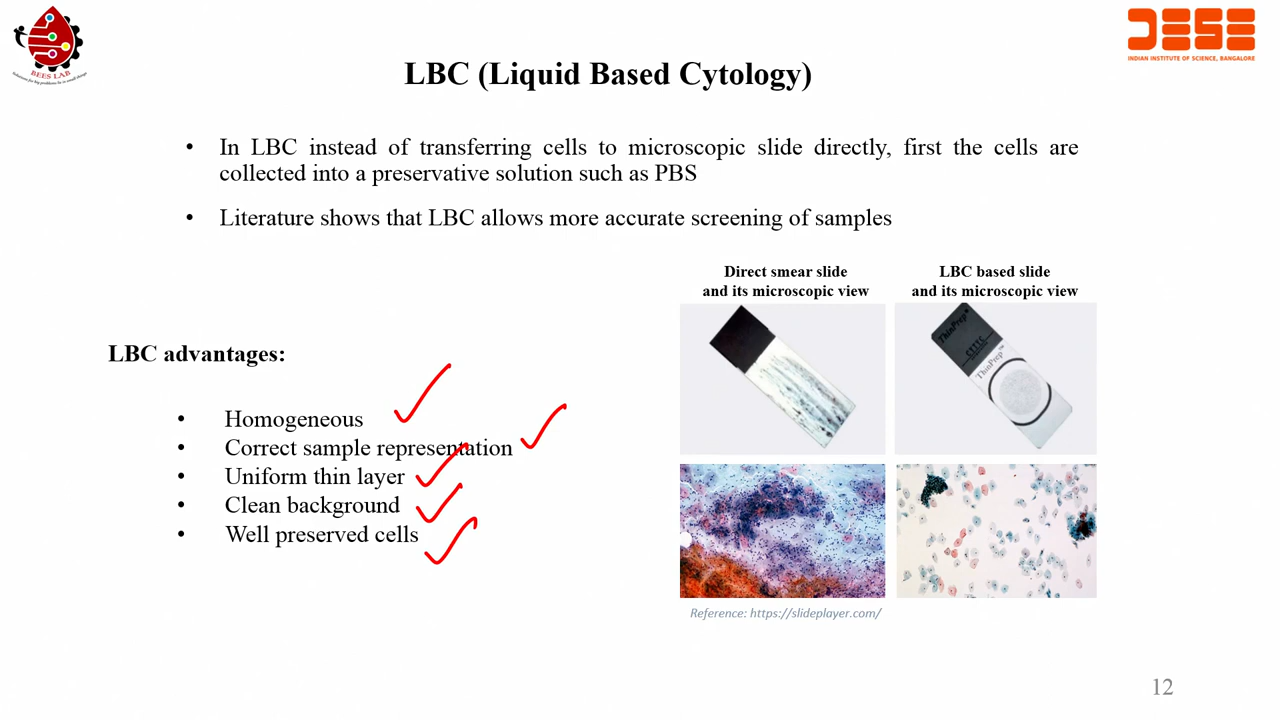 BEES LAB
INDIAN INSTITUTE OF SCIENCE, BANGALORE
LBC (Liquid Based Cytology)
• In LBC instead of transferring cells to microscopic slide directly, first the cells are
collected into a preservative solution such as PBS
• Literature shows that LBC allows more accurate screening of samples
Direct smear slide
and its microscopic view
LBC based slide
and its microscopic view
ThinPrep
ThinPrep™
LBC advantages:
• Homogeneous
• Correct sample representation
• Uniform thin layer
• Clean background
• Well preserved cells
Reference: https://slideplayer.com/
12